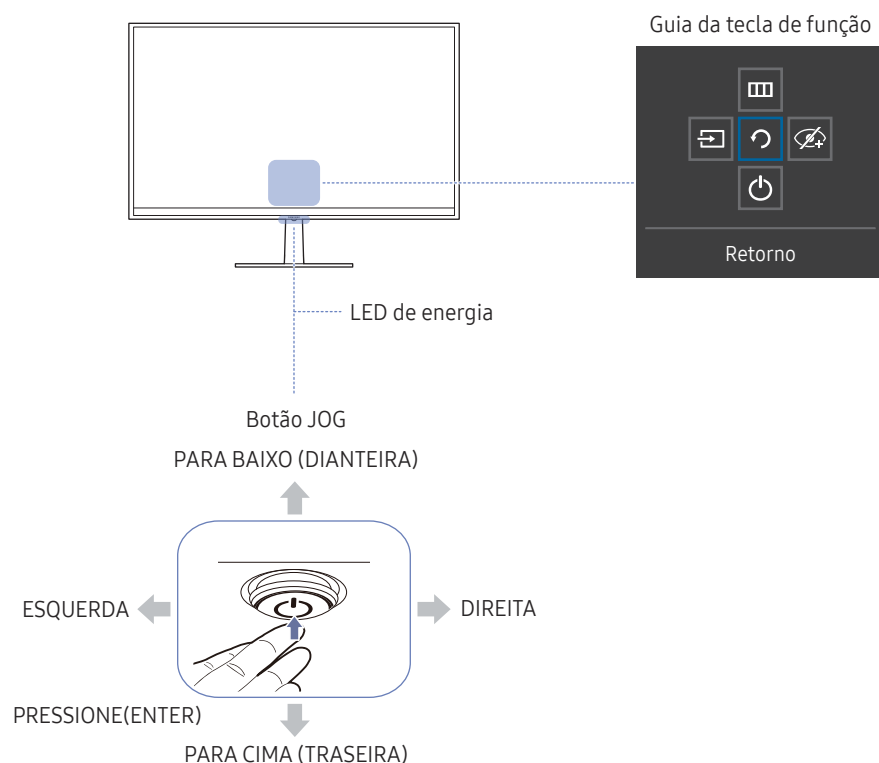 Guia da tecla de função
Retorno
LED de energia
Botão JOG
PARA BAIXO (DIANTEIRA)
ESQUERDA
DIREITA
PRESSIONE(ENTER)
PARA CIMA (TRASEIRA)